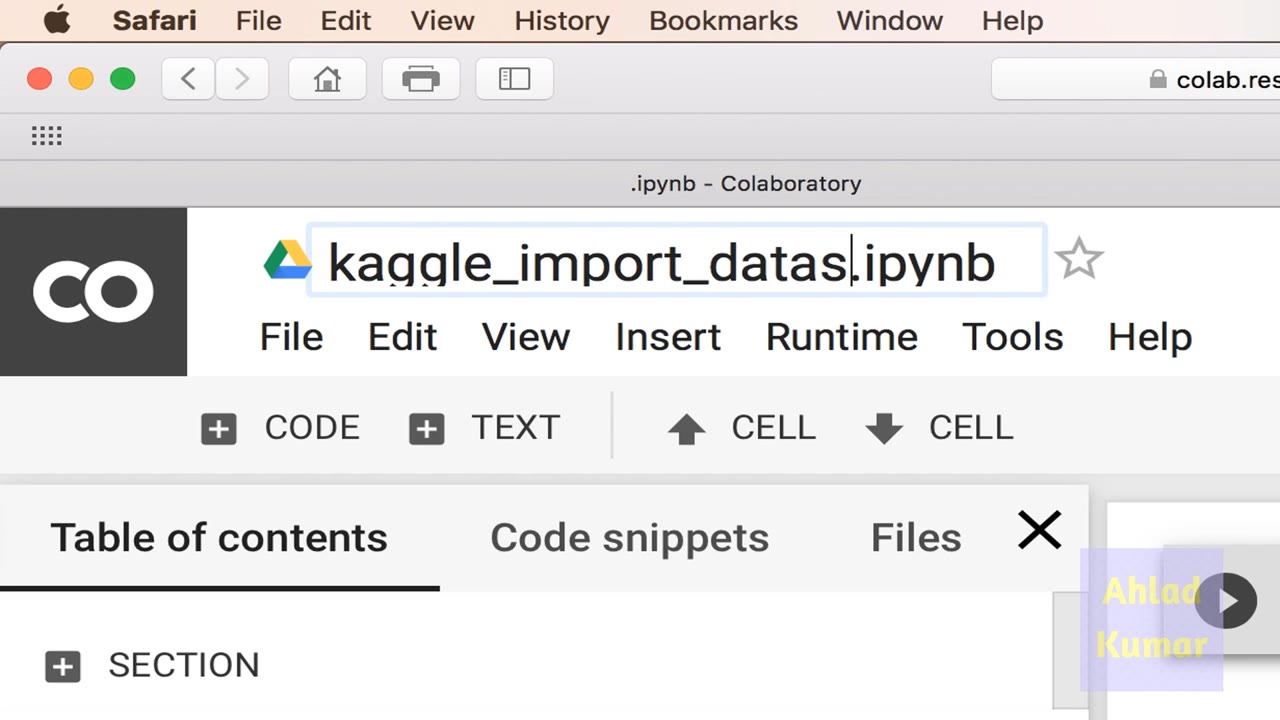 Safari File Edit View History Bookmarks Window Help
colab.res
.ipynb - Colaboratory
CO
kaggle_import_datas.ipynb
File Edit View Insert Runtime Tools Help
CODE TEXT CELL CELL
Table of contents Code snippets Files
Ahlad
Kumar
SECTION